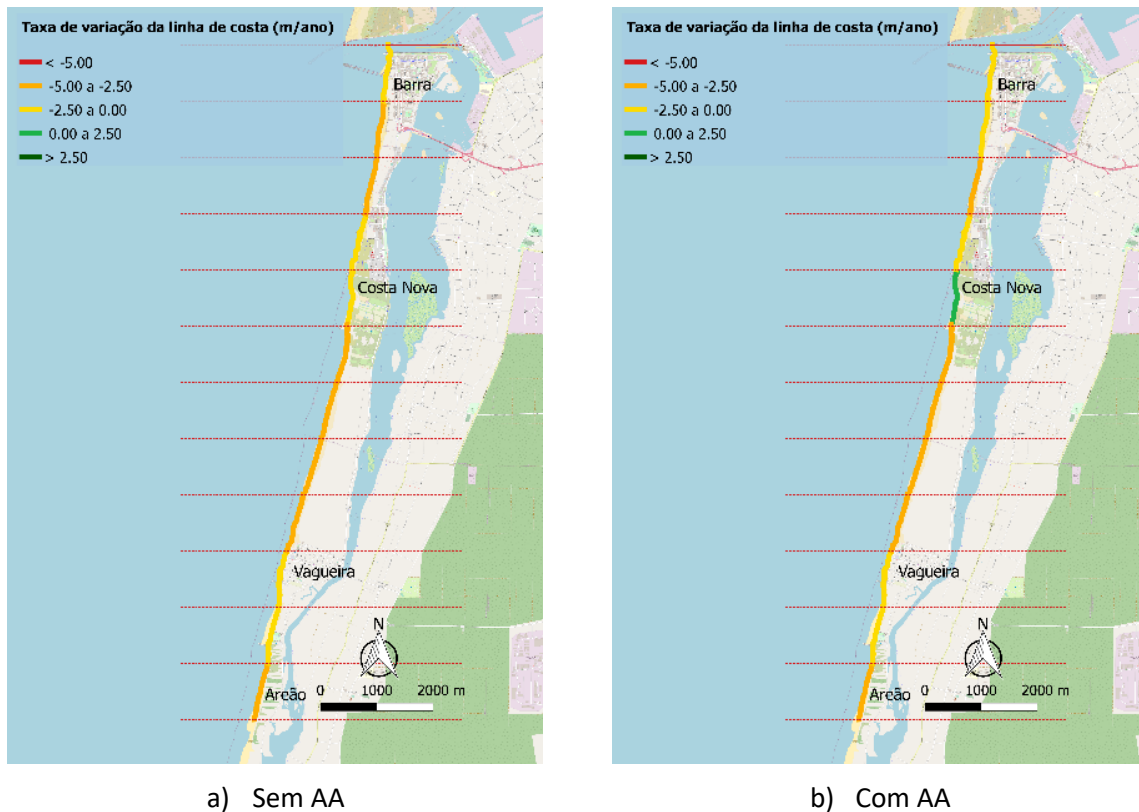 Taxa de variação da linha de costa (m/ano)
< -5.00
-5.00 a -2.50
-2.50 a 0.00
0.00 a 2.50
> 2.50
Barra
Costa Nova
Vagueira
N
Areão
0 1000 2000 m
a) Sem AA
Taxa de variação da linha de costa (m/ano)
< -5.00
-5.00 a -2.50
-2.50 a 0.00
0.00 a 2.50
> 2.50
Barra
Costa Nova
Vagueira
N
Areão
0 1000 2000 m
b) Com AA